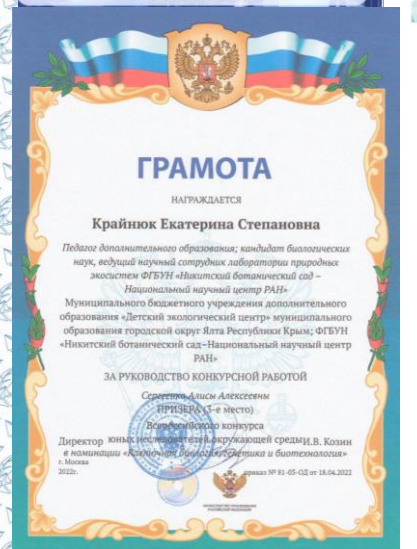 ГРАМОТА
НАГРАЖДАЕТСЯ
Крайнюк Екатерина Степановна
Педагог дополнительного образования; кандидат биологических
наук, ведущий научный сотрудник лаборатории природных
экосистем ФГБУН «Никитский ботанический сад –
Национальный научный центр РАН»
Муниципального бюджетного учреждения дополнительного
образования «Детский экологический центр» муниципального
образования городской округ Ялта Республики Крым; ФГБУН
«Никитский ботанический сад–Национальный научный центр
РАН»
ЗА РУКОВОДСТВО КОНКУРСНОЙ РАБОТОЙ
Сергеенко Алисы Алексеевны
ПРИЗЕРА (3-е место)
Всероссийского конкурса
Директор юных исследователей окружающей среды И.В. Козин
в номинации «Клеточная биология, генетика и биотехнология»
г. Москва
2022г.
приказ № 81-05-ОД от 18.04.2022